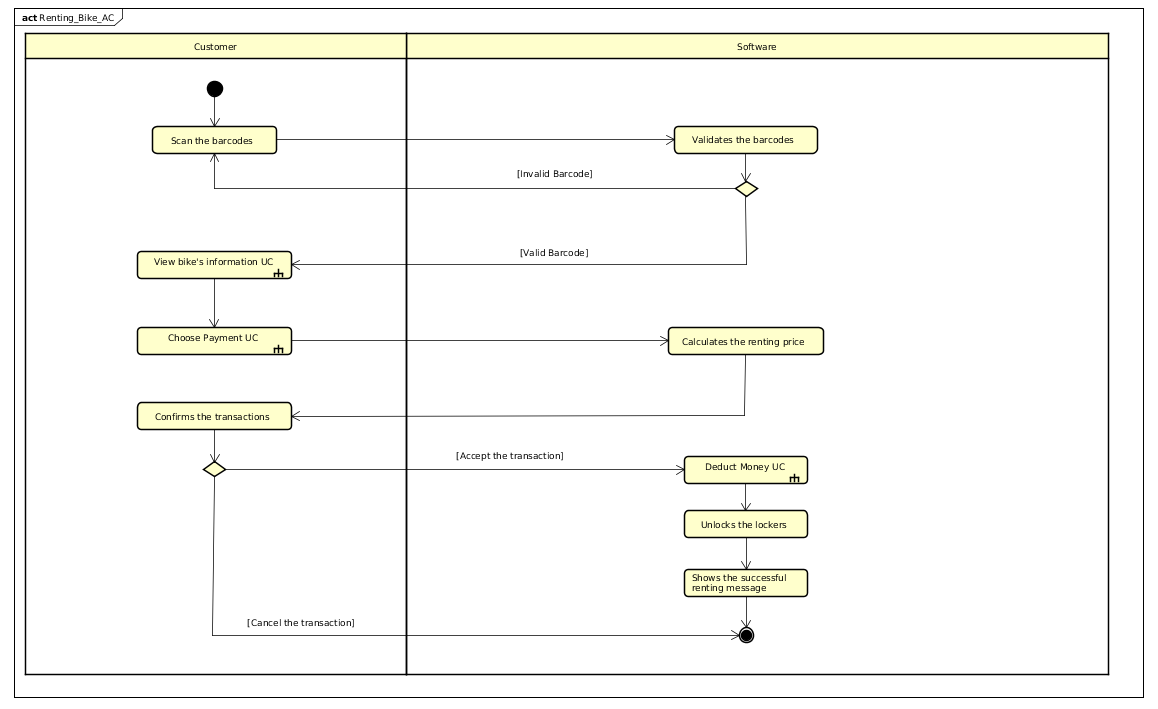 act Renting_Bike_AC
Customer
Software
Scan the barcodes
Validates the barcodes
[Invalid Barcode]
[Valid Barcode]
View bike's information UC
Choose Payment UC
Calculates the renting price
Confirms the transactions
[Accept the transaction]
Deduct Money UC
Unlocks the lockers
Shows the successful
renting message
[Cancel the transaction]